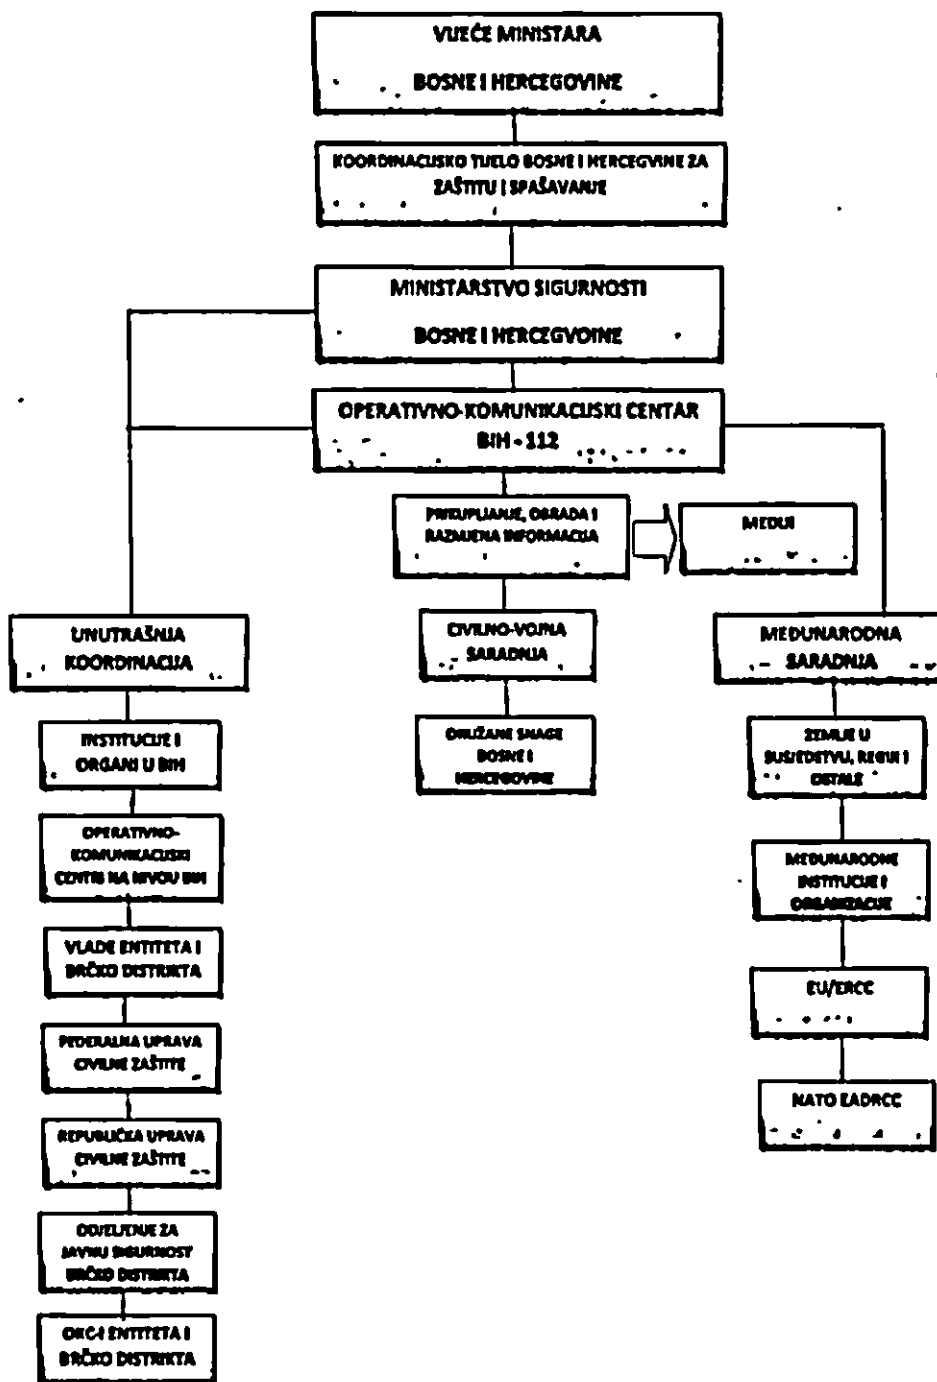 VIJEĆE MINISTARA
BOSNE I HERCEGOVINE
KOORDINACIJSKO TIJELO BOSNE I HERCEGVINE ZA
ZAŠTITU I SPAŠAVANJE
MINISTARSTVO SIGURNOSTI
BOSNE I HERCEGVOINE
OPERATIVNO-KOMUNIKACIJSKI CENTAR
BIH - 112
PRIKUPLJANJE, OBRADA I
RAZMJENA INFORMACIJA
MEDIJI
UNUTRAŠNJA
KOORDINACIJA
CIVILNO-VOJNA
SARADNJA
MEĐUNARODNA
SARADNJA
INSTITUCIJE I
ORGANI U BIH
ORUŽANE SNAGE
BOSNE I
HERCEGOVINE
ZEMLJE U
SUSJEDSTVU, REGIJI I
OSTALE
OPERATIVNO-
KOMUNIKACIJSKI
CENTRI NA NIVOU BIH
MEĐUNARODNE
INSTITUCIJE I
ORGANIZACIJE
VLADE ENTITETA I
BRČKO DISTRIKTA
EU/ERCC
FEDERALNA UPRAVA
CIVILNE ZAŠTITE
NATO EADRCC
REPUBLIČKA UPRAVA
CIVILNE ZAŠTITE
ODJELJENJE ZA
JAVNU SIGURNOST
BRČKO DISTRIKTA
OKC-I ENTITETA I
BRČKO DISTRIKTA